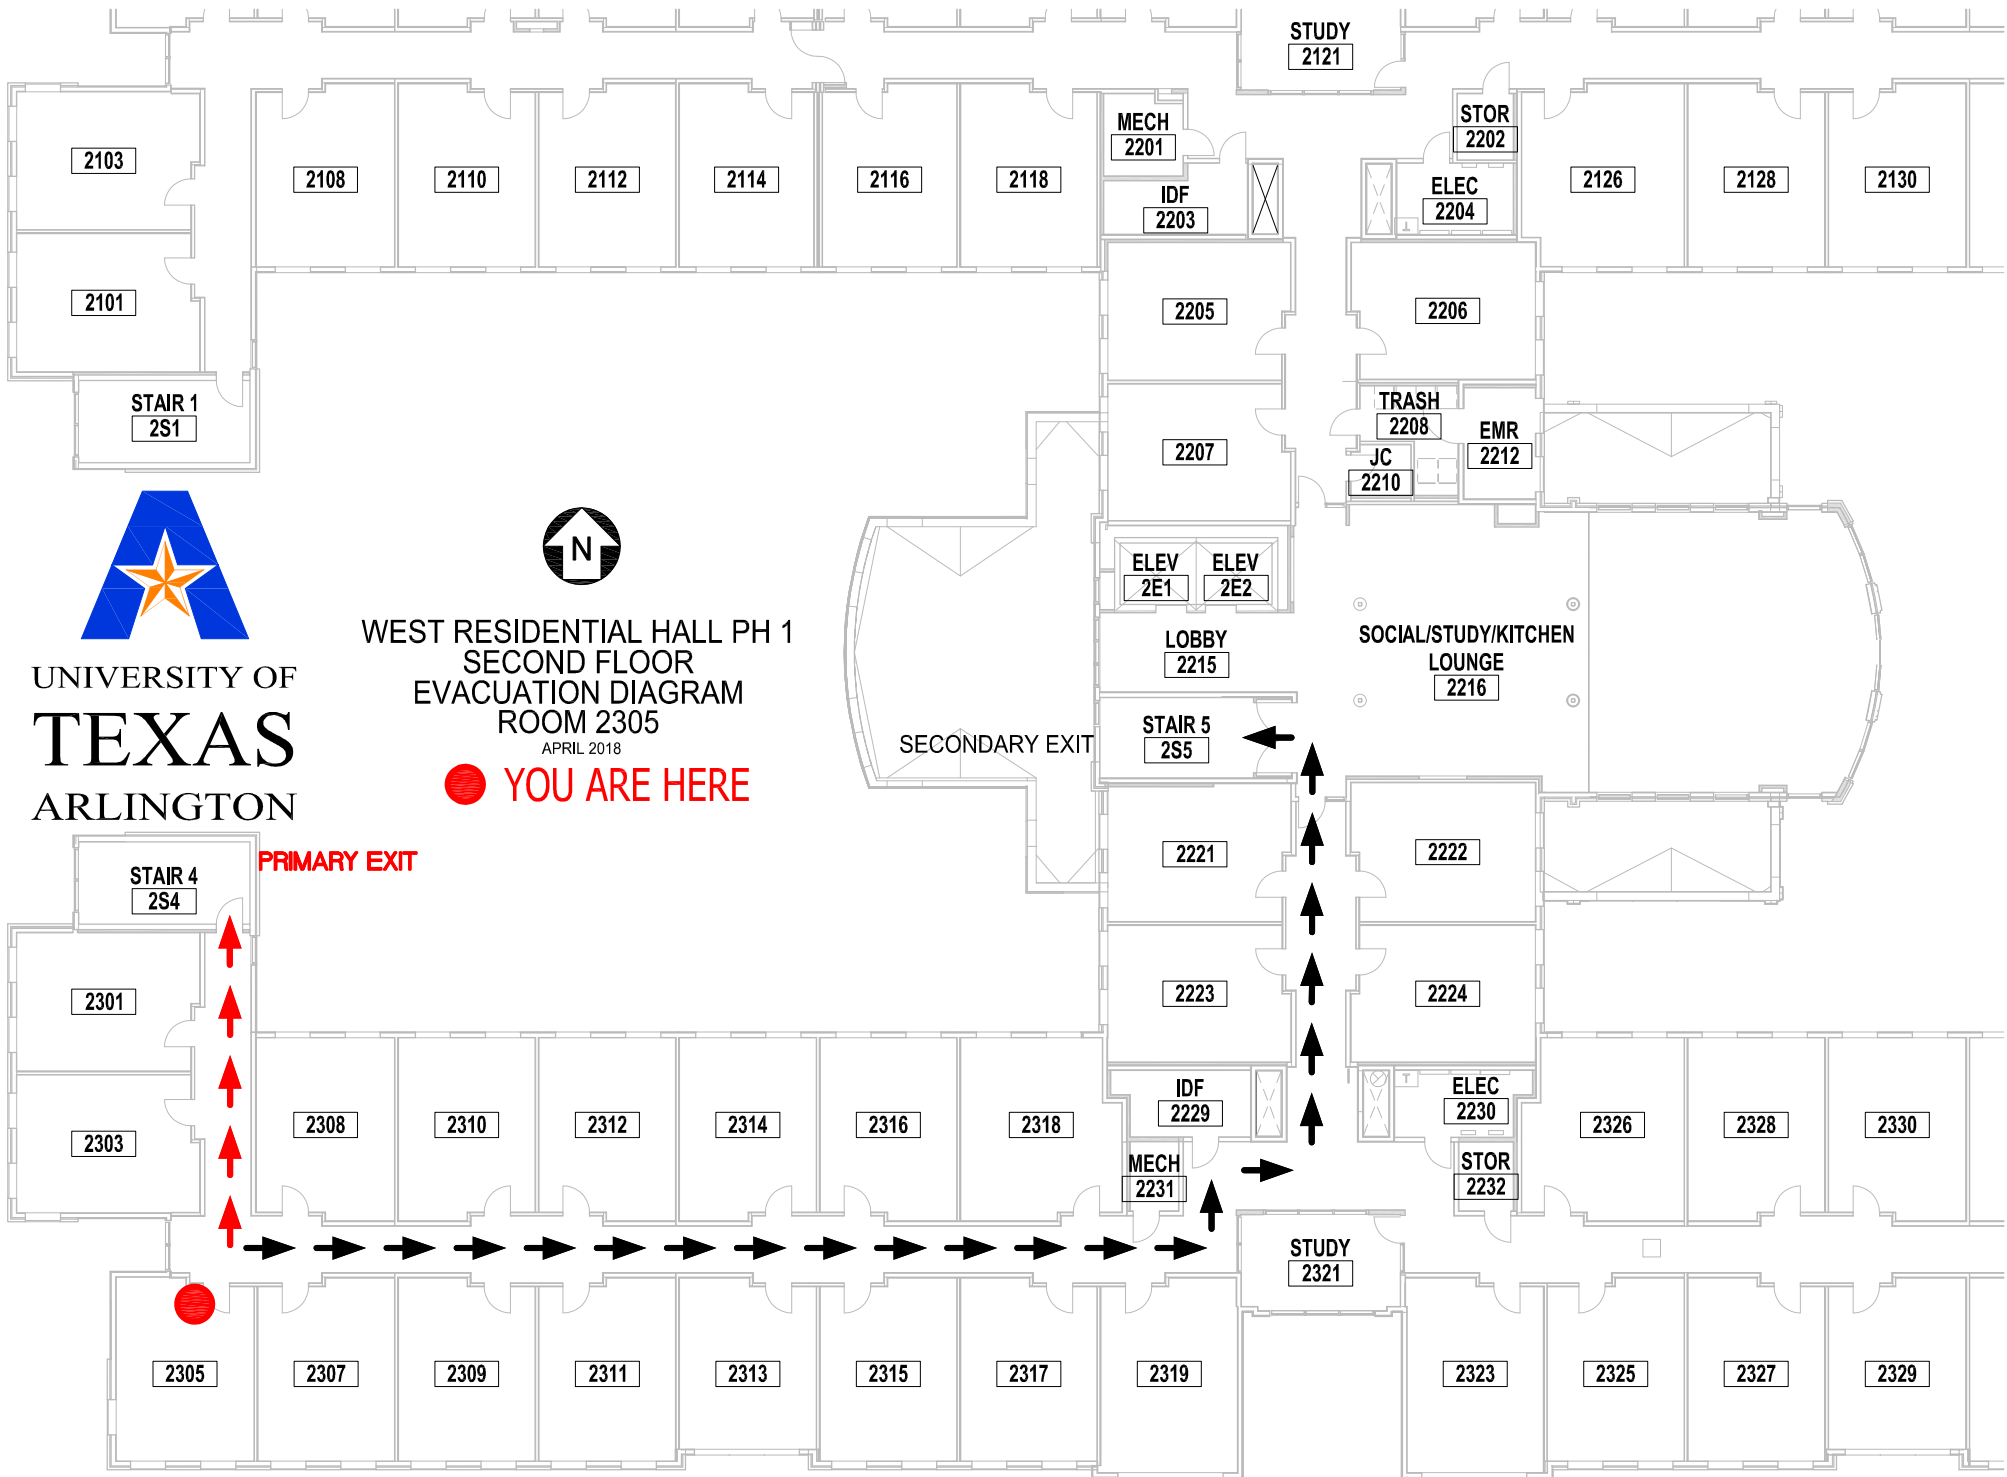 STUDY
2121
MECH
2201
STOR
2202
2103
2108
2110
2112
2114
2116
2118
IDF
2203
ELEC
2204
2126
2128
2130
2101
2205
2206
STAIR 1
2S1
TRASH
2208
EMR
2212
2207
JC
2210
N
ELEV
2E1
ELEV
2E2
WEST RESIDENTIAL HALL PH 1
SECOND FLOOR
EVACUATION DIAGRAM
ROOM 2305
APRIL 2018
YOU ARE HERE
UNIVERSITY OF
TEXAS
ARLINGTON
LOBBY
2215
SOCIAL/STUDY/KITCHEN
LOUNGE
2216
SECONDARY EXIT
STAIR 5
2S5
PRIMARY EXIT
STAIR 4
2S4
2221
2222
2301
2223
2224
2303
2308
2310
2312
2314
2316
2318
IDF
2229
ELEC
2230
2326
2328
2330
MECH
2231
STOR
2232
STUDY
2321
2305
2307
2309
2311
2313
2315
2317
2319
2323
2325
2327
2329